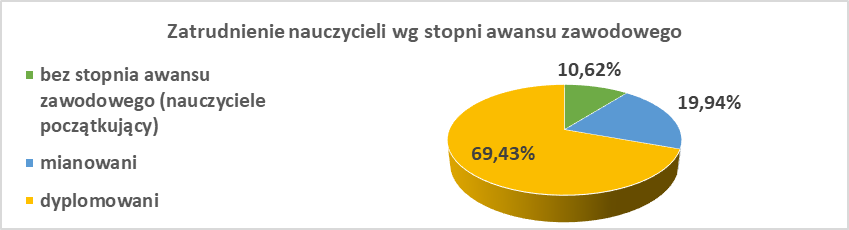 Zatrudnienie nauczycieli wg stopni awansu zawodowego
bez stopnia awansu
zawodowego (nauczyciele
początkujący)
mianowani
dyplomowani
10,62%
19,94%
69,43%